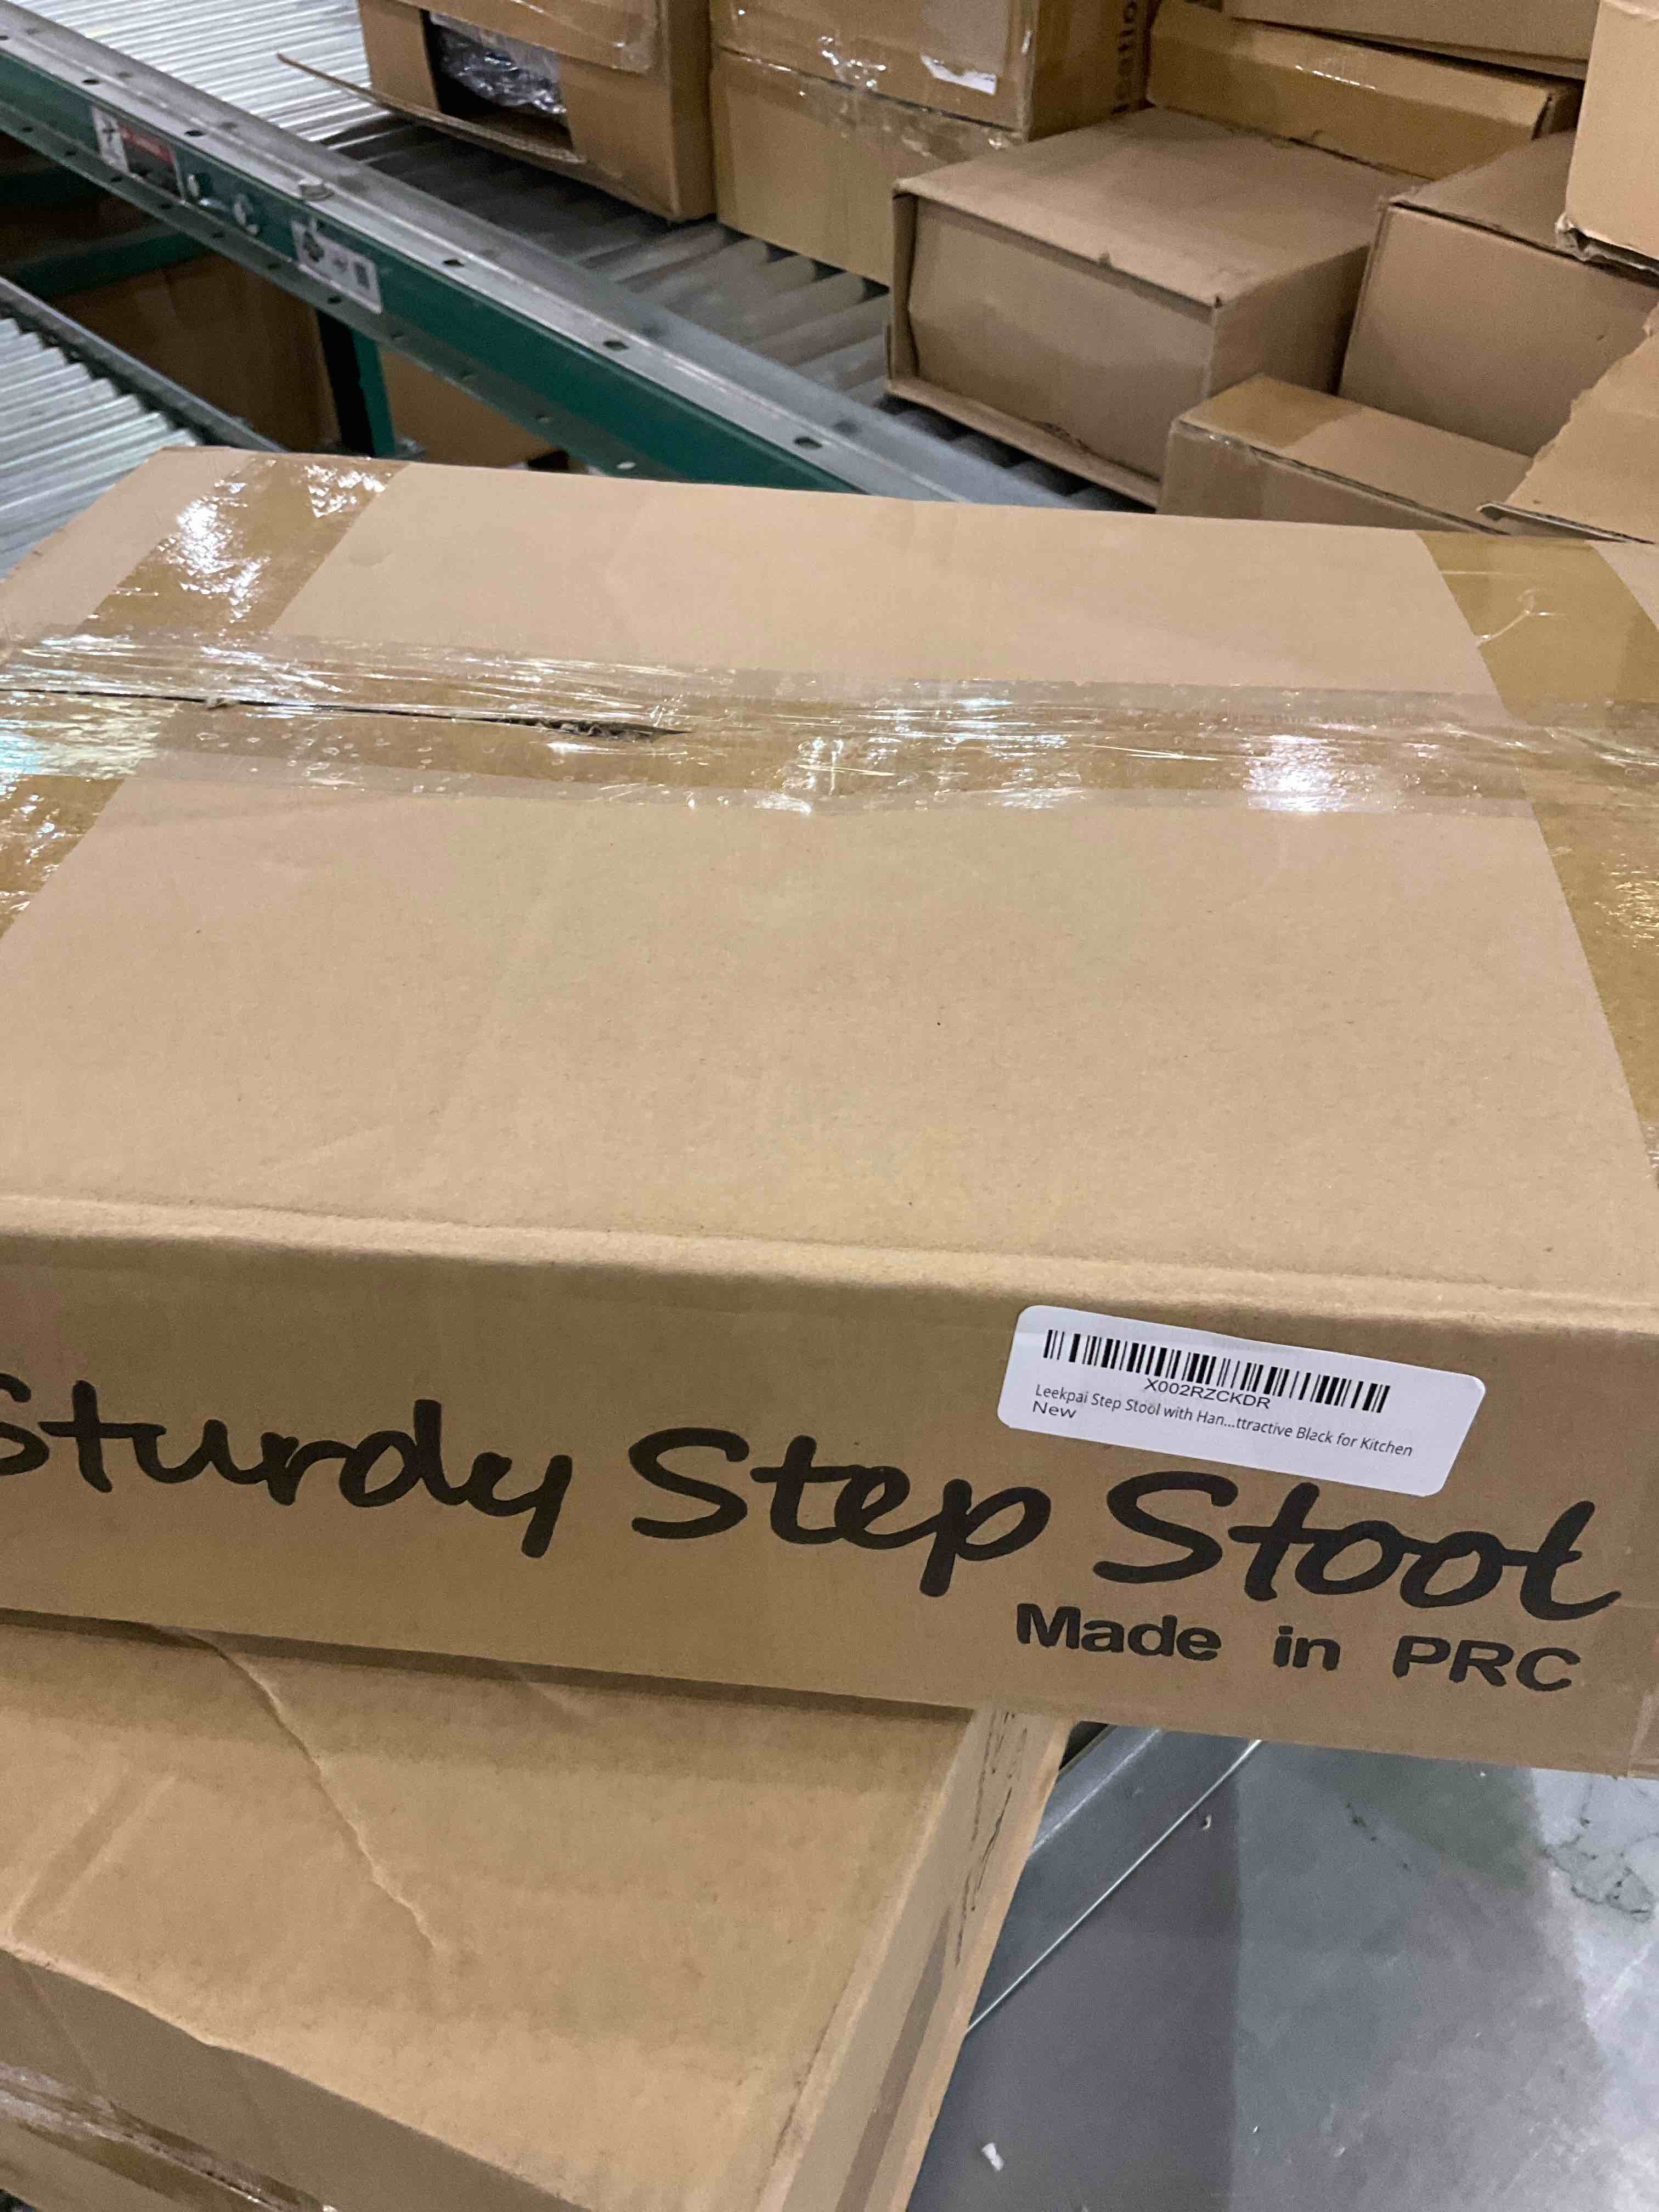 X002RZCKDR
Leekpai Step Stool with Han...ttractive Black for Kitchen
New
Sturdy Step Stool
Made in PRC